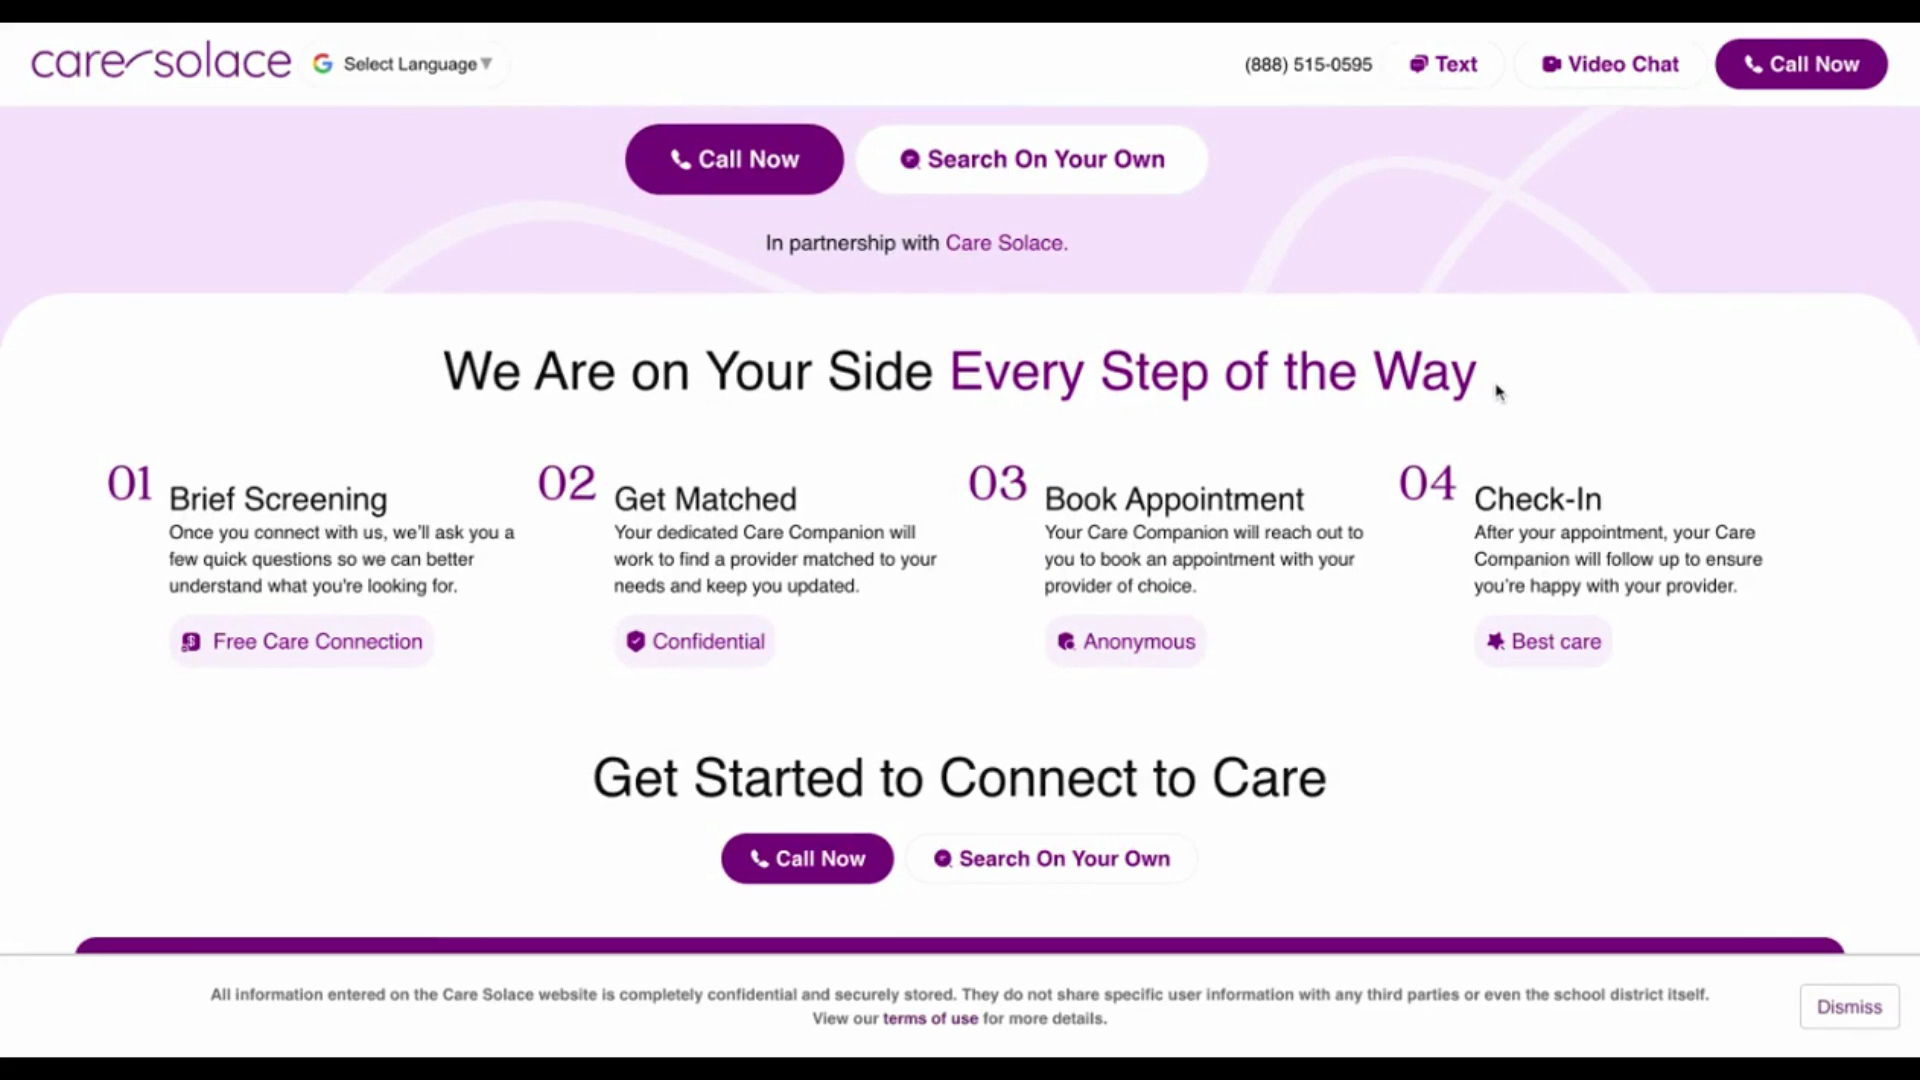 care solace
Select Language ▼
(888) 515-0595
Text
Video Chat
Call Now
Call Now
Search On Your Own
In partnership with Care Solace.
We Are on Your Side Every Step of the Way
01
Brief Screening
Once you connect with us, we'll ask you a
few quick questions so we can better
understand what you're looking for.
Free Care Connection
02
Get Matched
Your dedicated Care Companion will
work to find a provider matched to your
needs and keep you updated.
Confidential
03
Book Appointment
Your Care Companion will reach out to
you to book an appointment with your
provider of choice.
Anonymous
04
Check-In
After your appointment, your Care
Companion will follow up to ensure
you're happy with your provider.
Best care
Get Started to Connect to Care
Call Now
Search On Your Own
All information entered on the Care Solace website is completely confidential and securely stored. They do not share specific user information with any third parties or even the school district itself.
View our terms of use for more details.
Dismiss